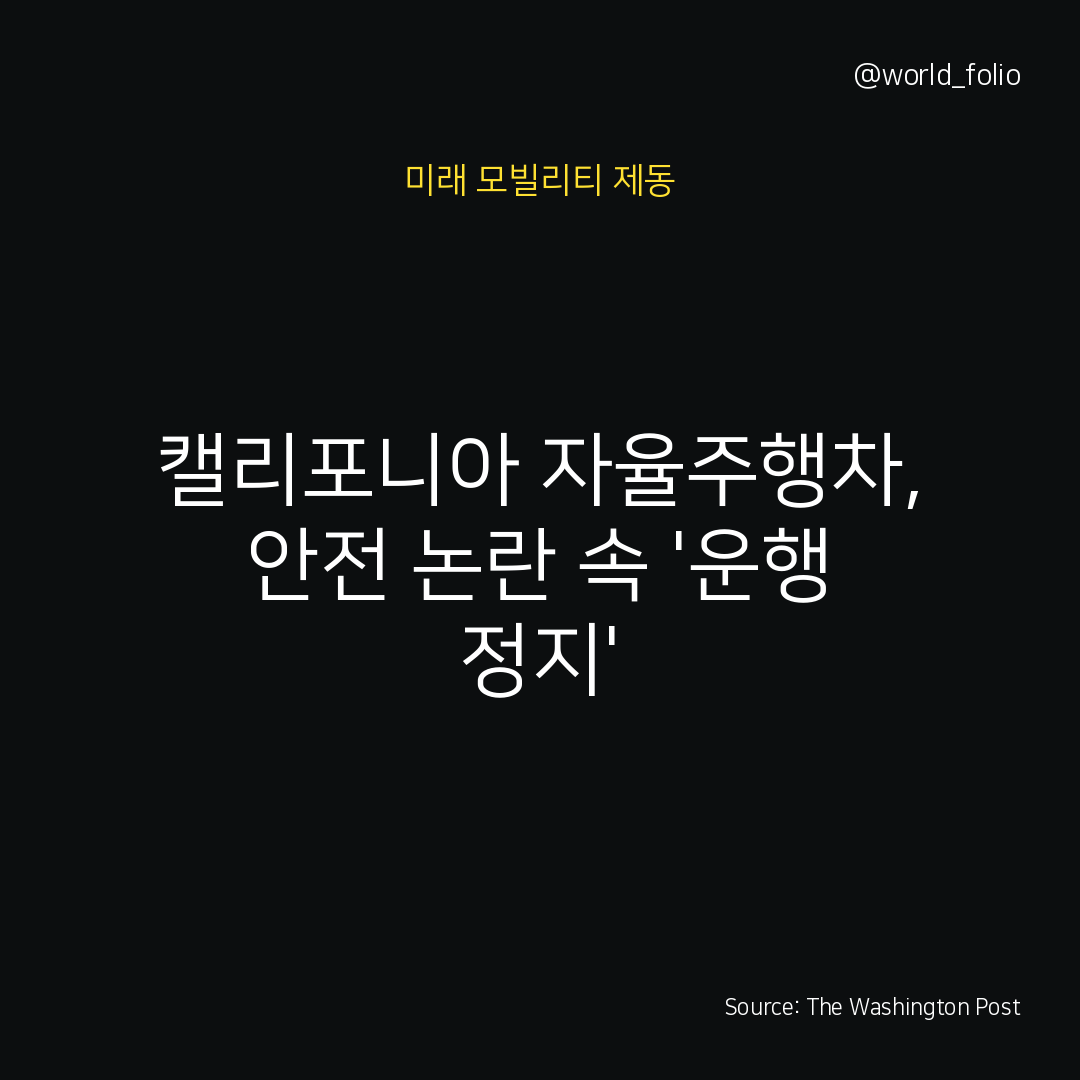 @world_folio
미래 모빌리티 제동
캘리포니아 자율주행차,
안전 논란 속 '운행
정지'
Source: The Washington Post